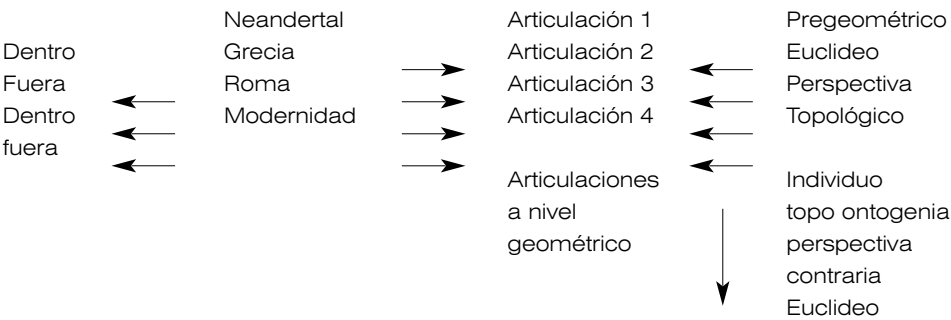 Neandertal Articulación 1 Pregeométrico
Dentro Grecia Articulación 2 Euclideo
Fuera Roma Articulación 3 Perspectiva
Dentro Modernidad Articulación 4 Topológico
fuera
Articulaciones Individuo
a nivel topo ontogenia
geométrico perspectiva
contraria
Euclideo